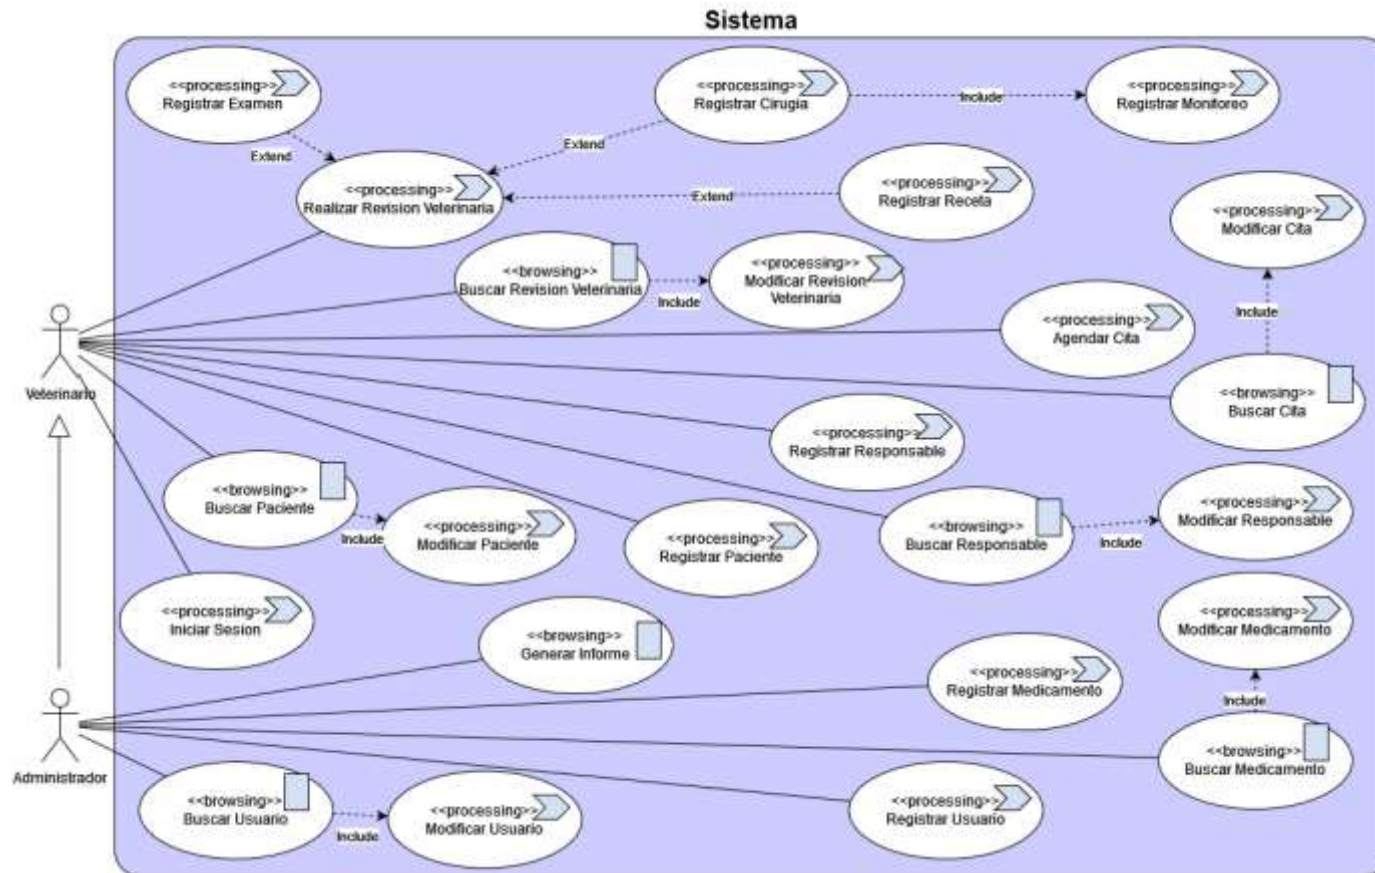 Sistema
<<processing>>
Registrar Examen
<<processing>>
Registrar Cirugia
Include
<<processing>>
Registrar Monitoreo
Extend
Extend
<<processing>>
Realizar Revision Veterinaria
Extend
<<processing>>
Registrar Receta
<<processing>>
Modificar Cita
<<browsing>>
Buscar Revision Veterinaria
Include
<<processing>>
Modificar Revision
Veterinaria
Include
<<processing>>
Agendar Cita
Veterinario
<<browsing>>
Buscar Cita
<<processing>>
Registrar Responsable
<<browsing>>
Buscar Paciente
Include
<<processing>>
Modificar Paciente
<<processing>>
Registrar Paciente
<<browsing>>
Buscar Responsable
Include
<<processing>>
Modificar Responsable
<<processing>>
Iniciar Sesion
<<browsing>>
Generar Informe
<<processing>>
Modificar Medicamento
<<processing>>
Registrar Medicamento
Include
Administrador
<<browsing>>
Buscar Medicamento
<<browsing>>
Buscar Usuario
Include
<<processing>>
Modificar Usuario
<<processing>>
Registrar Usuario